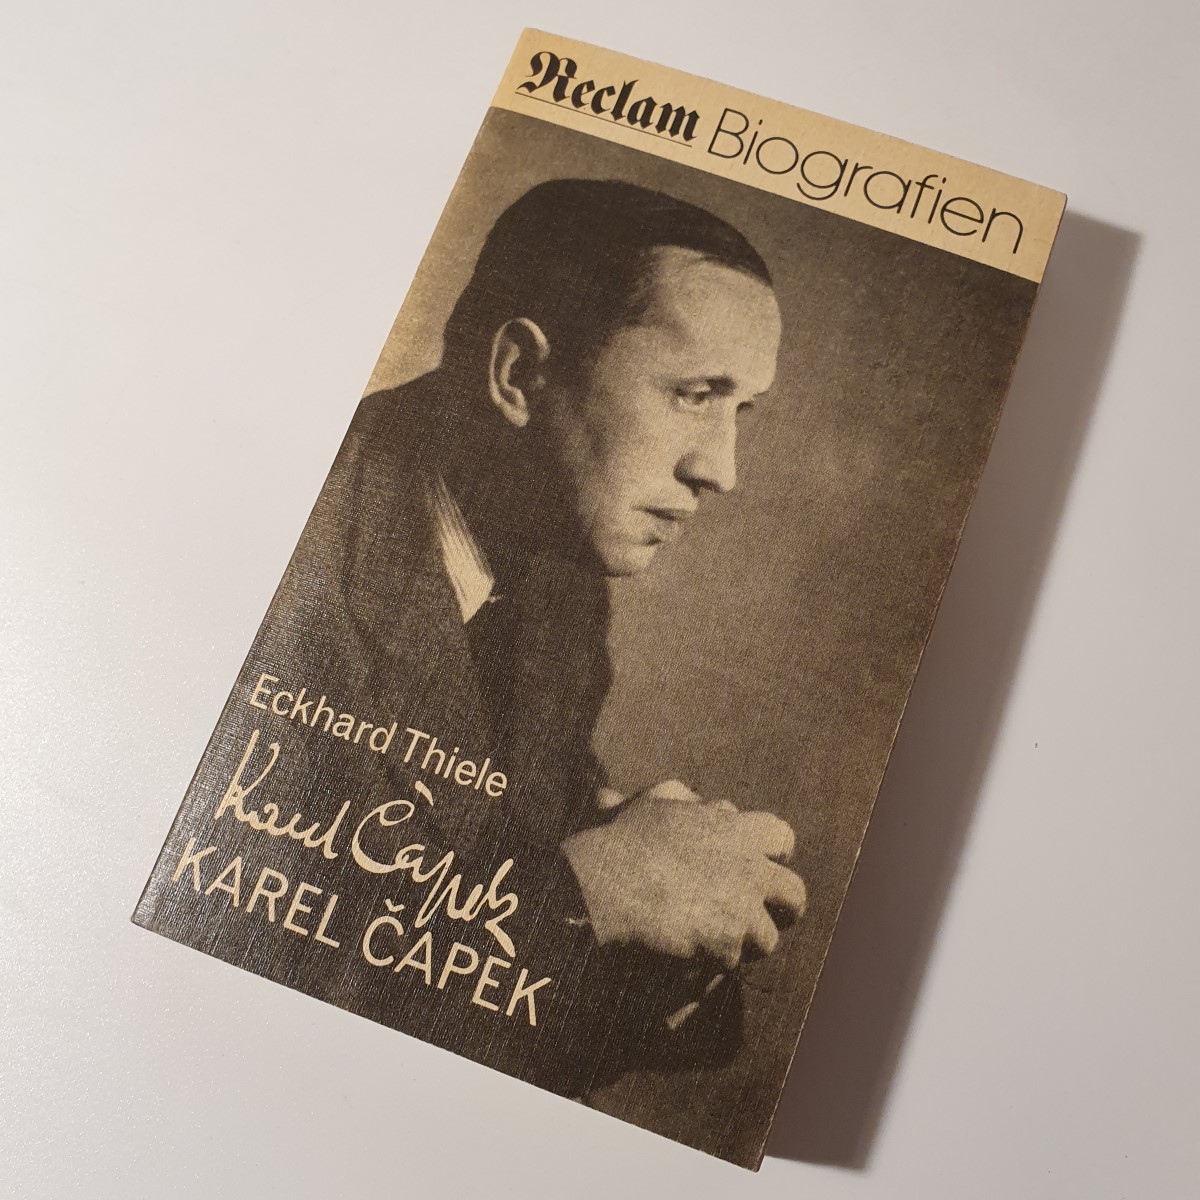 Reclam Biografien
Eckhard Thiele
Karel Čapek
KAREL ČAPEK